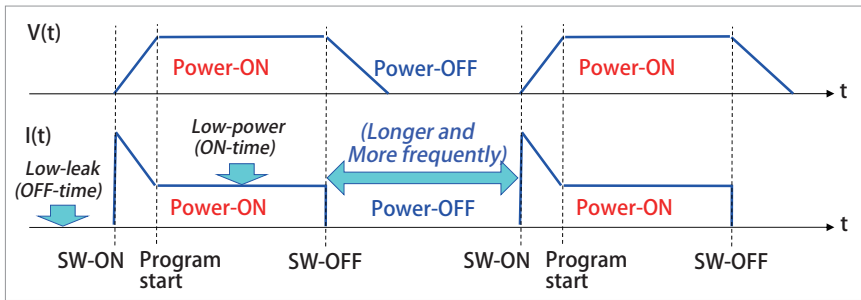 V(t)
Power-ON
Power-OFF
Power-ON
t
I(t)
Low-leak
(OFF-time)
Low-power
(ON-time)
(Longer and
More frequently)
Power-ON
Power-OFF
Power-ON
t
SW-ON
Program
start
SW-OFF
SW-ON
Program
start
SW-OFF